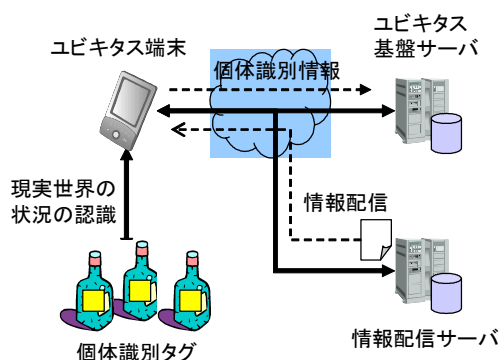 ユビキタス端末
個体識別情報
ユビキタス
基盤サーバ
現実世界の
状況の認識
情報配信
個体識別タグ
情報配信サーバ